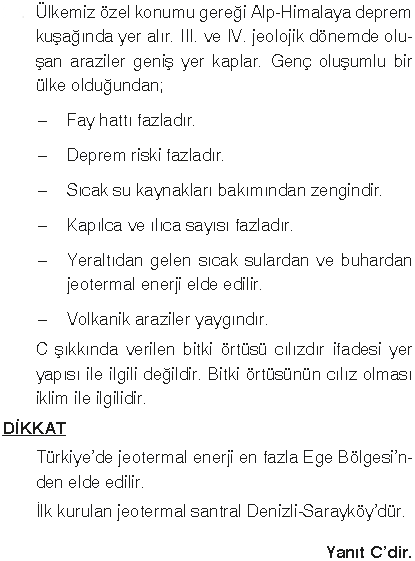 Ülkemiz özel konumu gereği Alp-Himalaya deprem
kuşağında yer alır. III. ve IV. jeolojik dönemde olu-
şan araziler geniş yer kaplar. Genç oluşumlu bir
ülke olduğundan;
– Fay hattı fazladır.
– Deprem riski fazladır.
– Sıcak su kaynakları bakımından zengindir.
– Kapılca ve ılıca sayısı fazladır.
– Yeraltıdan gelen sıcak sulardan ve buhardan
jeotermal enerji elde edilir.
– Volkanik araziler yaygındır.
C şıkkında verilen bitki örtüsü cılızdır ifadesi yer
yapısı ile ilgili değildir. Bitki örtüsünün cılız olması
iklim ile ilgilidir.
DİKKAT
Türkiye’de jeotermal enerji en fazla Ege Bölgesi’n-
den elde edilir.
İlk kurulan jeotermal santral Denizli-Sarayköy’dür.
Yanıt C’dir.